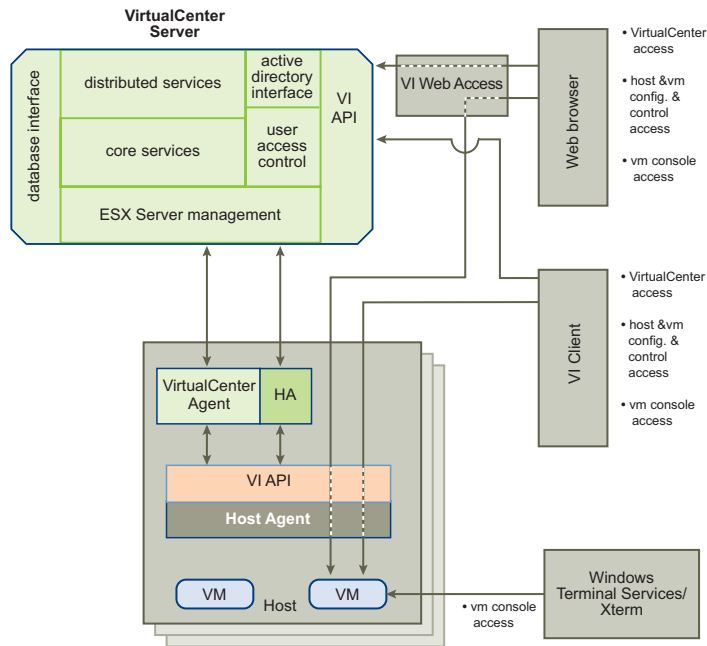 VirtualCenter
Server
database interface
distributed services
active
directory
interface
VI
API
core services
user
access
control
ESX Server management
VI Web Access
Web browser
• VirtualCenter
access
• host &vm
config. &
control
access
• vm console
access
VI Client
• VirtualCenter
access
• host &vm
config. &
control
access
• vm console
access
VirtualCenter
Agent
HA
VI API
Host Agent
VM
Host
VM
• vm console
access
Windows
Terminal Services/
Xterm